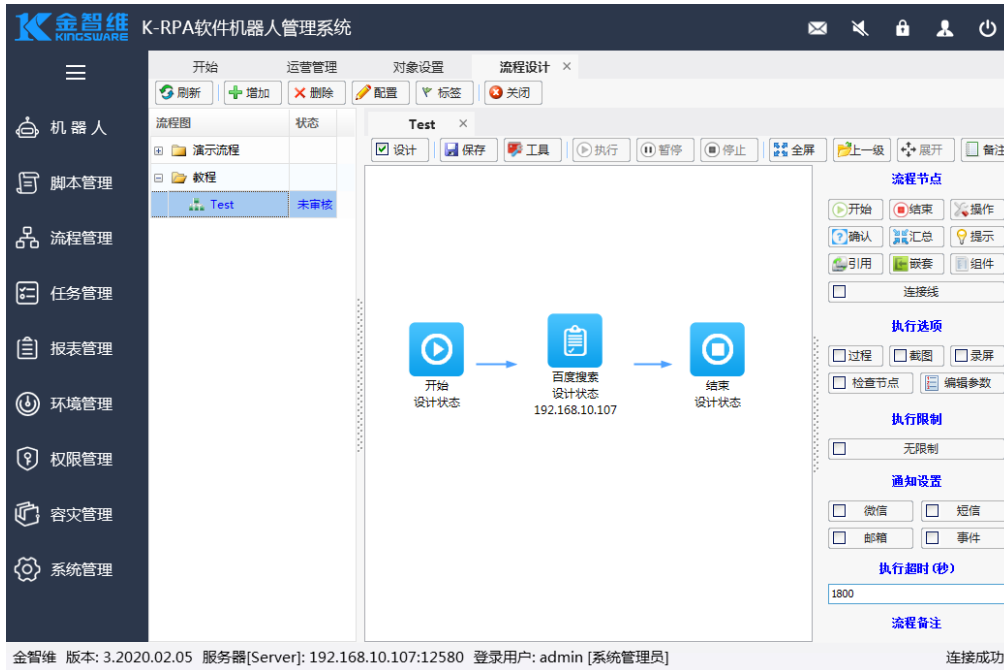 金智维 KINGSWARE K-RPA软件机器人管理系统
开始 运营管理 对象设置 流程设计 ×
刷新 增加 删除 配置 标签 关闭
机器人
脚本管理
流程管理
任务管理
报表管理
环境管理
权限管理
容灾管理
系统管理
流程图 状态
演示流程
教程
Test 未审核
Test ×
设计 保存 工具 执行 暂停 停止 全屏 上一级 展开 备注
开始
设计状态
百度搜索
设计状态
192.168.10.107
结束
设计状态
流程节点
开始 结束 操作
确认 汇总 提示
引用 嵌套 组件
连接线
执行选项
过程 截图 录屏
检查节点 编辑参数
执行限制
无限制
通知设置
微信 短信
邮箱 事件
执行超时(秒)
1800
流程备注
金智维 版本: 3.2020.02.05 服务器[Server]: 192.168.10.107:12580 登录用户: admin [系统管理员] 连接成功